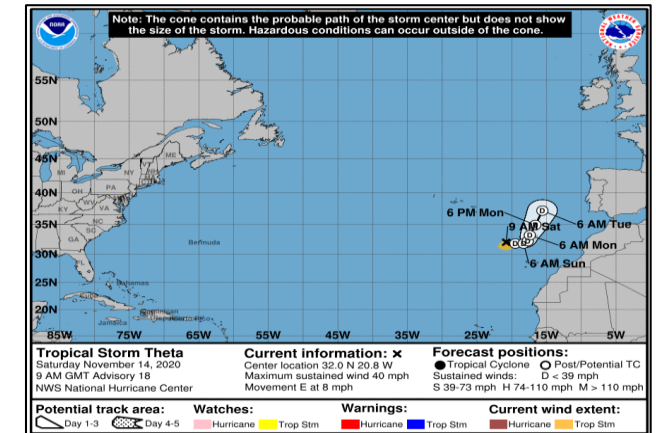 Note: The cone contains the probable path of the storm center but does not show
the size of the storm. Hazardous conditions can occur outside of the cone.
NOAA
55N
50N
45N
ME
MI
NY
40N
OH
PA
WV
KY
VA
6 PM Mon
35N
NC
9 AM Sat
6 AM Tue
SC
GA
Bermuda
6 AM Mon
30N
6 AM Sun
FL
25N
Bahamas
Cuba
20N
Jamaica
Puerto Rico
85W 75W 65W 55W 45W 35W 25W 15W 5W
Tropical Storm Theta
Saturday November 14, 2020
9 AM GMT Advisory 18
NWS National Hurricane Center
Current information: x
Center location 32.0 N 20.8 W
Maximum sustained wind 40 mph
Movement E at 8 mph
Forecast positions:
Tropical Cyclone Post/Potential TC
Sustained winds: D < 39 mph
S 39-73 mph H 74-110 mph M > 110 mph
Potential track area:
Day 1-3 Day 4-5
Watches:
Hurricane Trop Stm
Warnings:
Hurricane Trop Stm
Current wind extent:
Hurricane Trop Stm